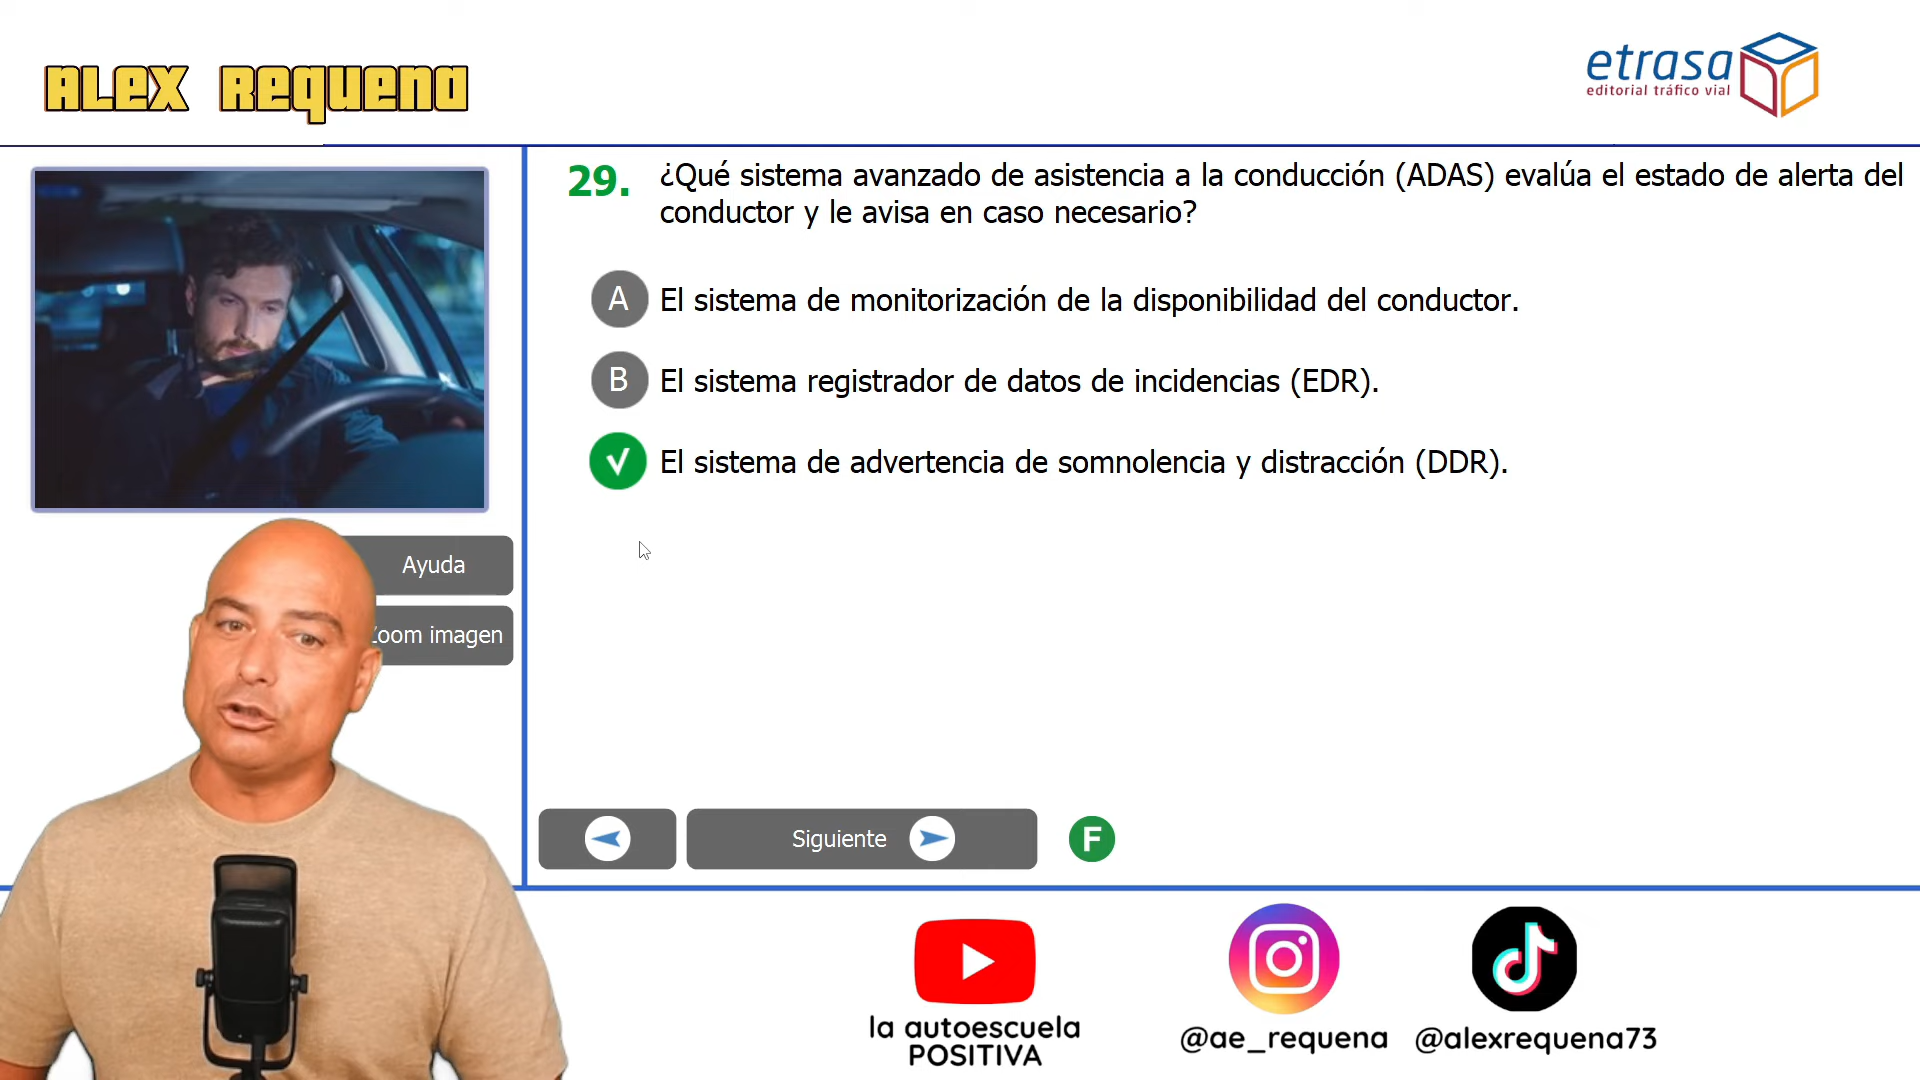 ALEX REQUENA
etrasa
editorial tráfico vial
29. ¿Qué sistema avanzado de asistencia a la conducción (ADAS) evalúa el estado de alerta del
conductor y le avisa en caso necesario?
A El sistema de monitorización de la disponibilidad del conductor.
B El sistema registrador de datos de incidencias (EDR).
√ El sistema de advertencia de somnolencia y distracción (DDR).
Ayuda
Zoom imagen
Siguiente
F
la autoescuela
POSITIVA
@ae_requena
@alexrequena73